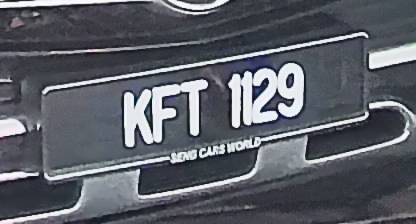 KFT 1129
SENG CARS WORLD